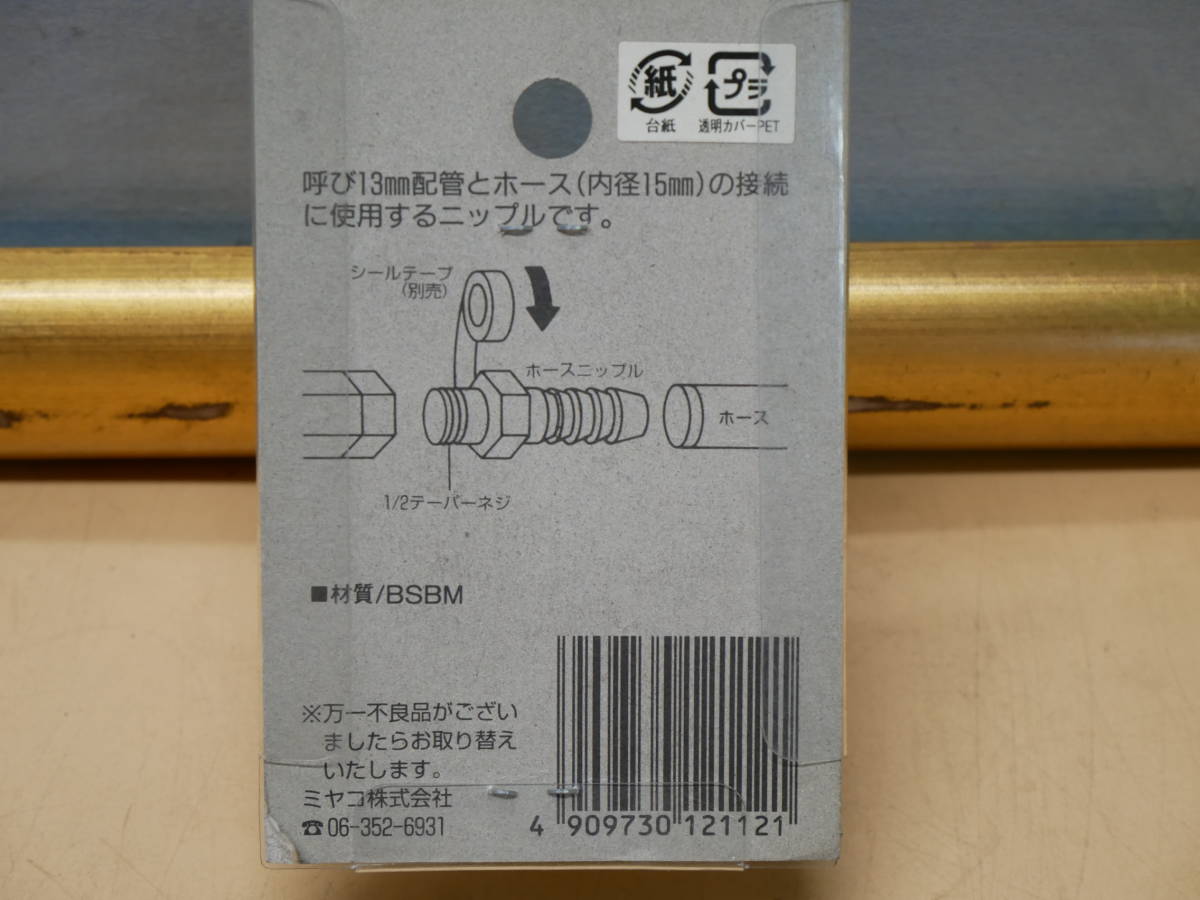 紙
プラ
台紙
透明カバーPET
呼び13mm配管とホース(内径15mm)の接続
に使用するニップルです。
シールテープ
(別売)
ホースニップル
ホース
1/2テーパーネジ
■材質/BSBM
※万一不良品がござい
ましたらお取り替え
いたします。
ミヤコ株式会社
☎06-352-6931
4 909730 121121